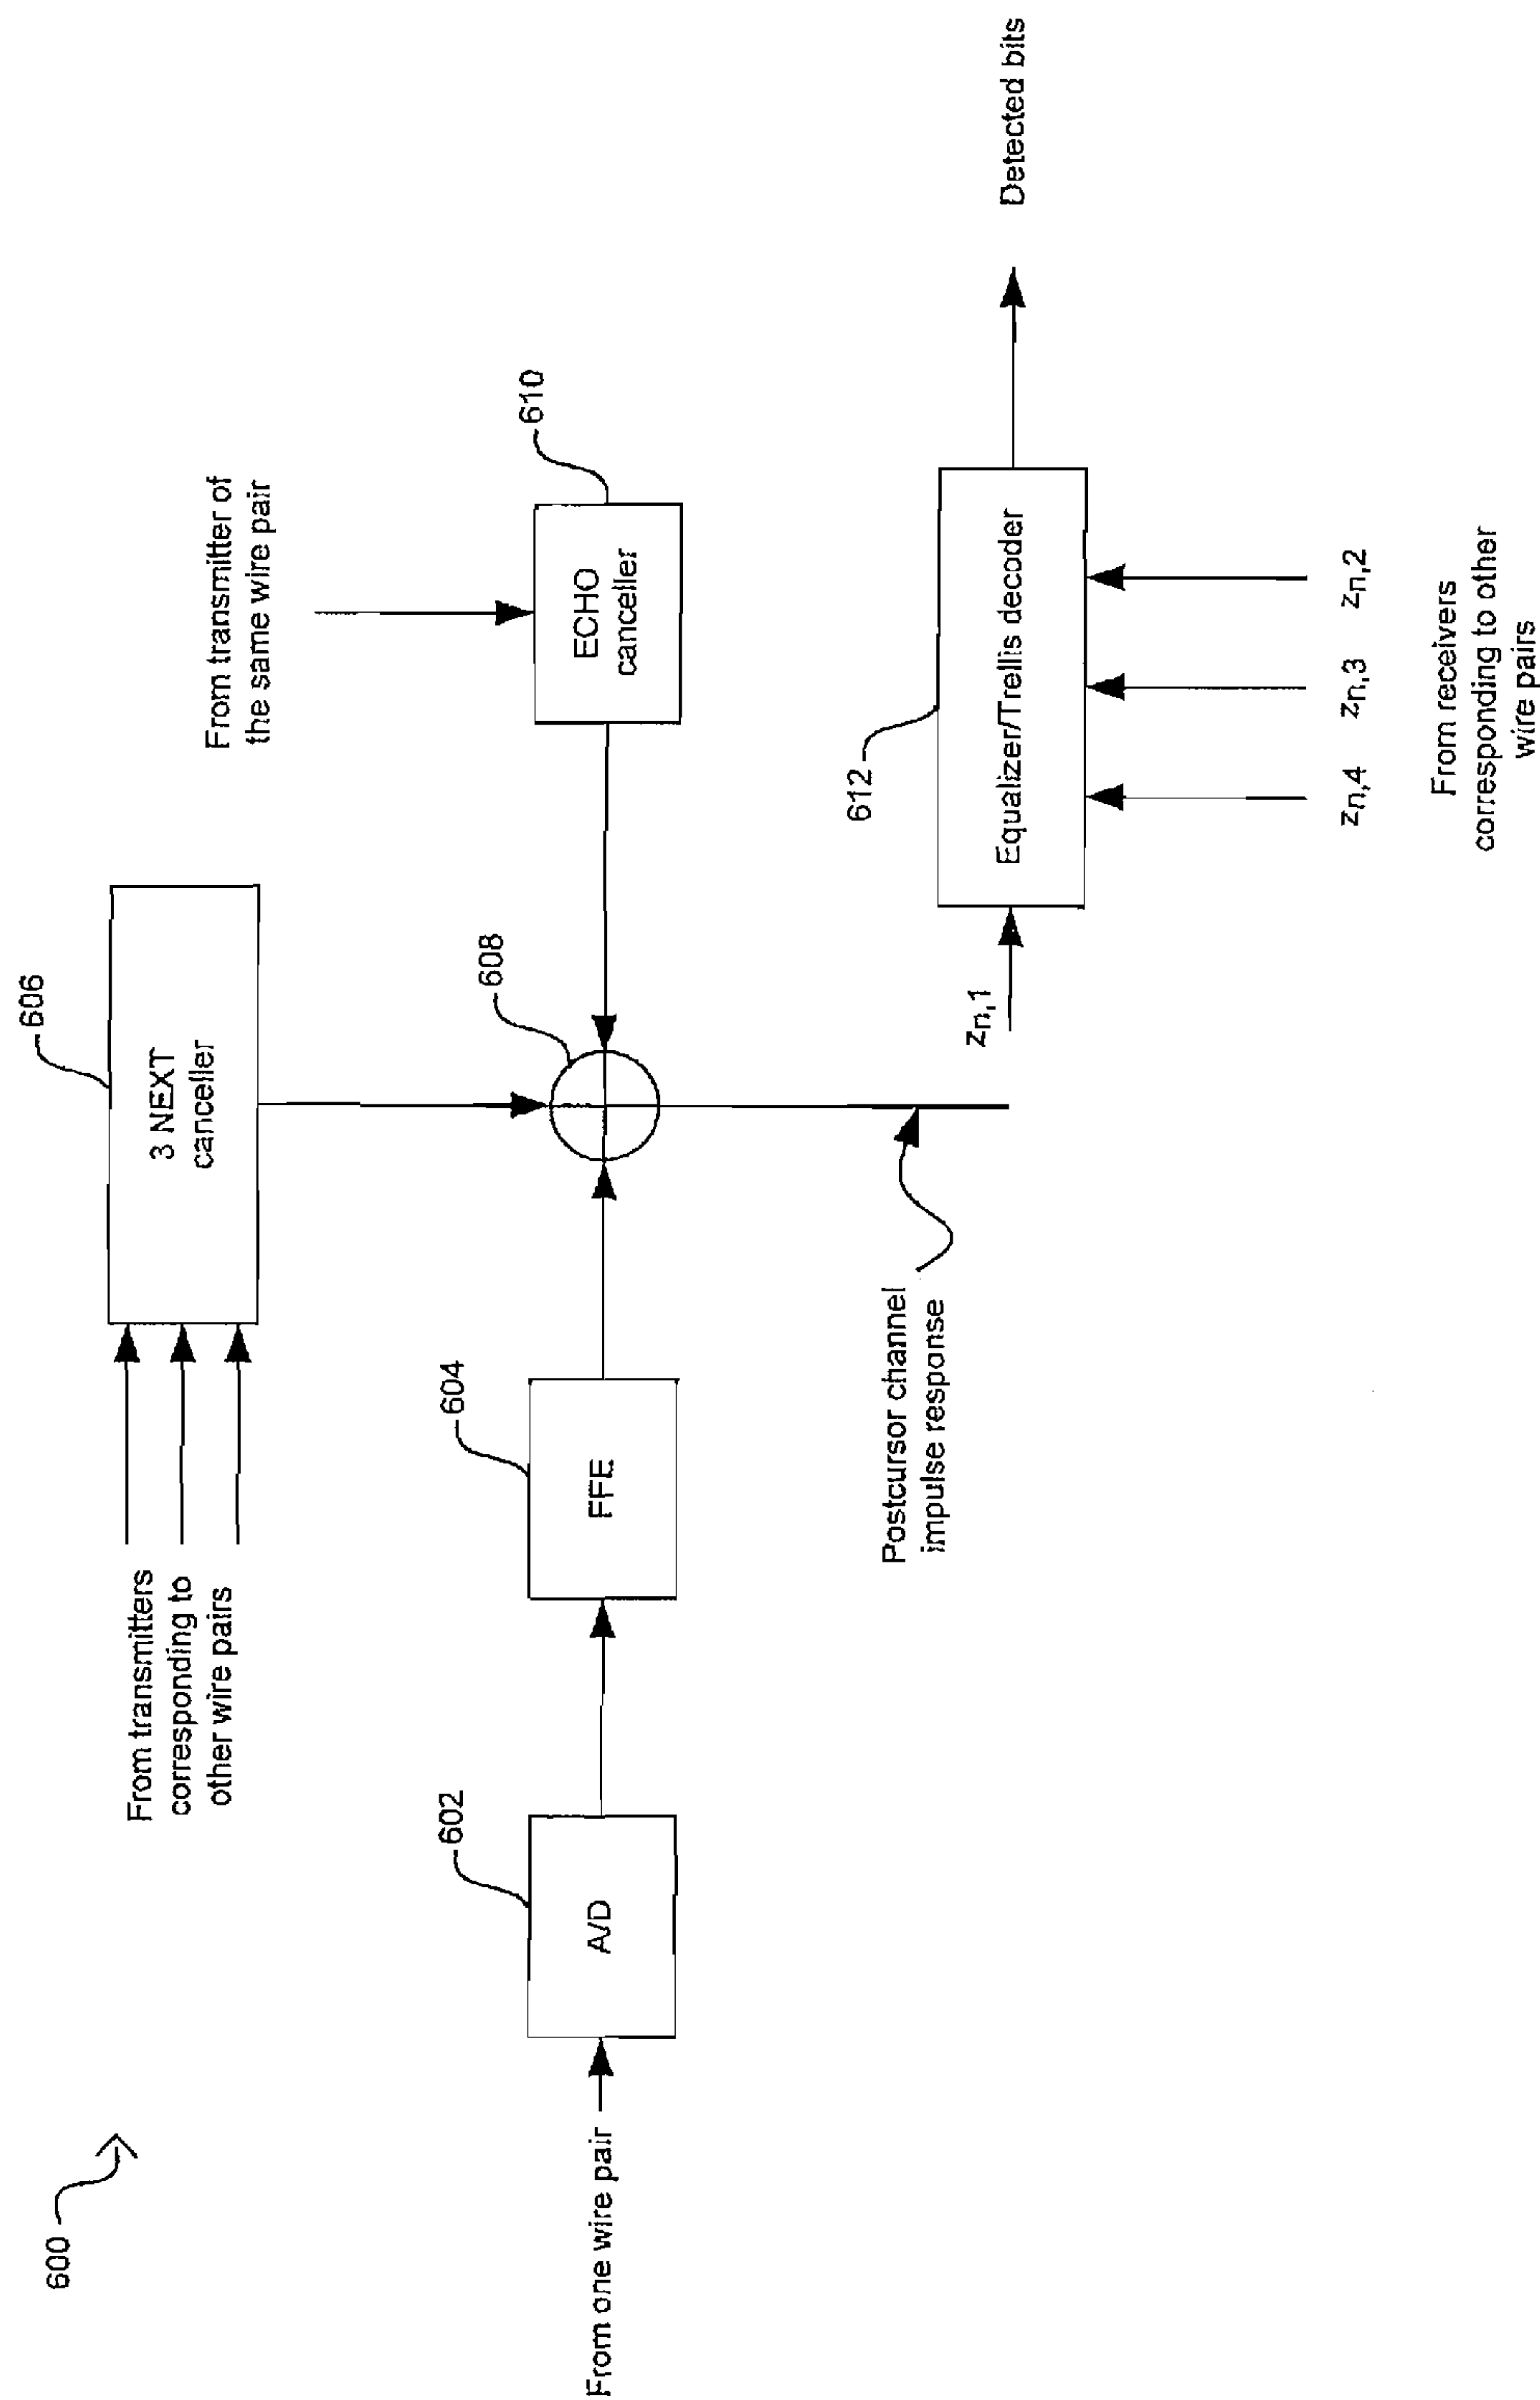 600
From transmitters
corresponding to
other wire pairs
606
3 NEXT
canceller
From transmitter of
the same wire pair
From one wire pair
602
A/D
604
FFE
608
610
ECHO
canceller
Postcursor channel
impulse response
zn,1
612
Equalizer/Trellis decoder
Detected bits
zn,4 zn,3 zn,2
From receivers
corresponding to other
wire pairs